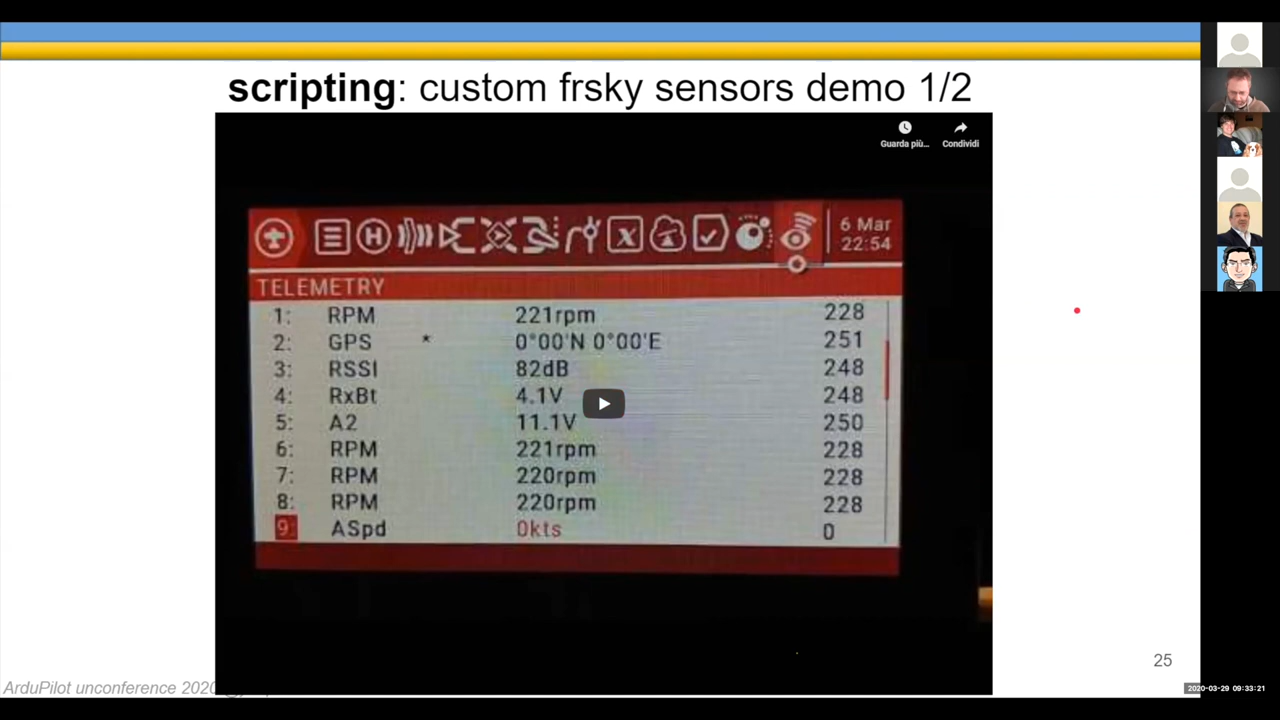 scripting: custom frsky sensors demo 1/2
Guarda più... Condividi
6 Mar
22:54
TELEMETRY
1: RPM 221rpm 228
2: GPS * 0°00'N 0°00'E 251
3: RSSI 82dB 248
4: RxBt 4.1V 248
5: A2 11.1V 250
6: RPM 221rpm 228
7: RPM 220rpm 228
8: RPM 220rpm 228
9: ASpd 0kts 0
25
ArduPilot unconference 2020
2020-03-29 09:33:21